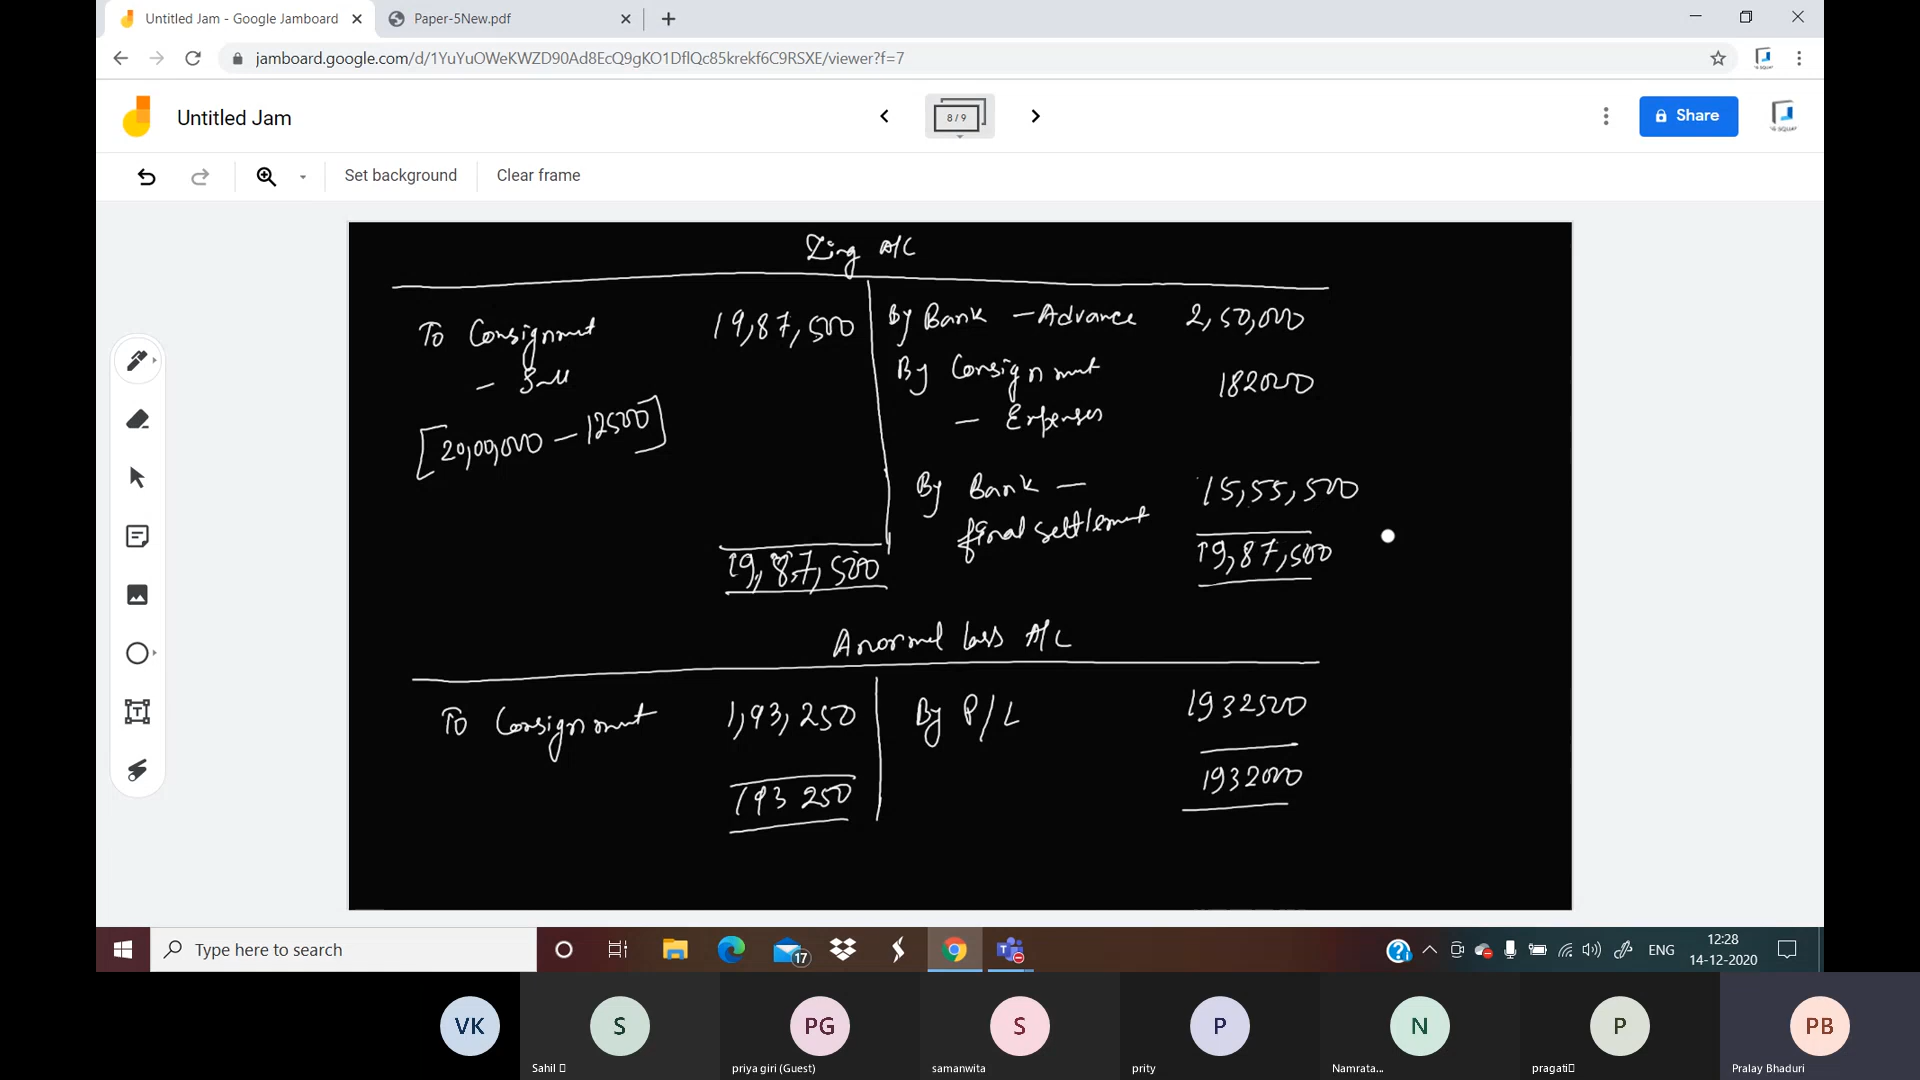 Untitled Jam - Google Jamboard
Paper-5New.pdf
jamboard.google.com/d/1YuYuOWeKWZD90Ad8EcQ9gKO1DflQc85krekf6C9RSXE/viewer?f=7
Untitled Jam
8 / 9
Share
Set background
Clear frame
Zing A/C
To Consignment 19,87,500 By Bank - Advance 2,50,000
By Consignment 182000
- Expenses
[20,00,000 - 12500]
By Bank - 15,55,500
final settlement
19,87,500 19,87,500
Anormal loss A/C
To Consignment 1,93,250 By P/L 1932500
193 250 1932000
Type here to search
17
ENG
12:28
14-12-2020
VK
S
PG
S
P
N
P
PB
Sahil
priya giri (Guest)
samanwita
prity
Namrata...
pragati
Pralay Bhaduri